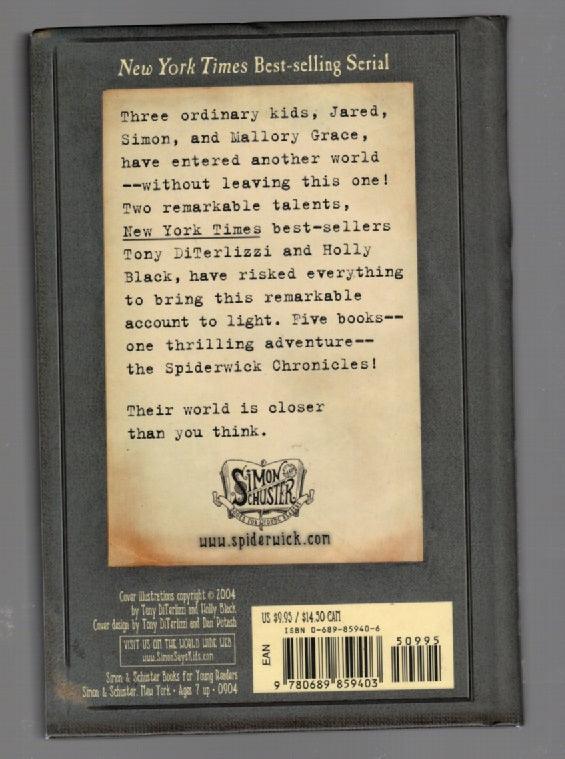 New York Times Best-selling Serial
Three ordinary kids, Jared,
Simon, and Mallory Grace,
have entered another world
--without leaving this one!
Two remarkable talents,
New York Times best-sellers
Tony DiTerlizzi and Holly
Black, have risked everything
to bring this remarkable
account to light. Five books--
one thrilling adventure--
the Spiderwick Chronicles!
Their world is closer
than you think.
SIMON
SCHUSTER
www.spiderwick.com
Cover illustrations copyright © 2004
by Tony DiTerlizzi and Holly Black
Cover design by Tony DiTerlizzi and Dan Potash
VISIT US ON THE WORLD WIDE WEB
www.SimonSaysKids.com
Simon & Schuster Books for Young Readers
Simon & Schuster, New York • Ages 7 up • 0904
US $9.95 / $14.50 CAN
ISBN 0-689-85940-6
50995
EAN
9 780689 859403